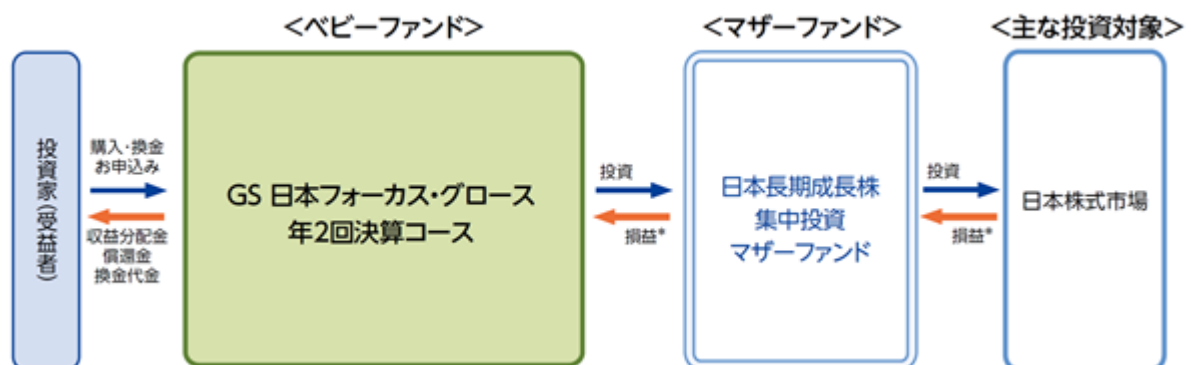 <ベビーファンド>
<マザーファンド>
<主な投資対象>
投資家(受益者)
購入・換金
お申込み
収益分配金
償還金
換金代金
GS 日本フォーカス・グロース
年2回決算コース
投資
損益*
日本長期成長株
集中投資
マザーファンド
投資
損益*
日本株式市場